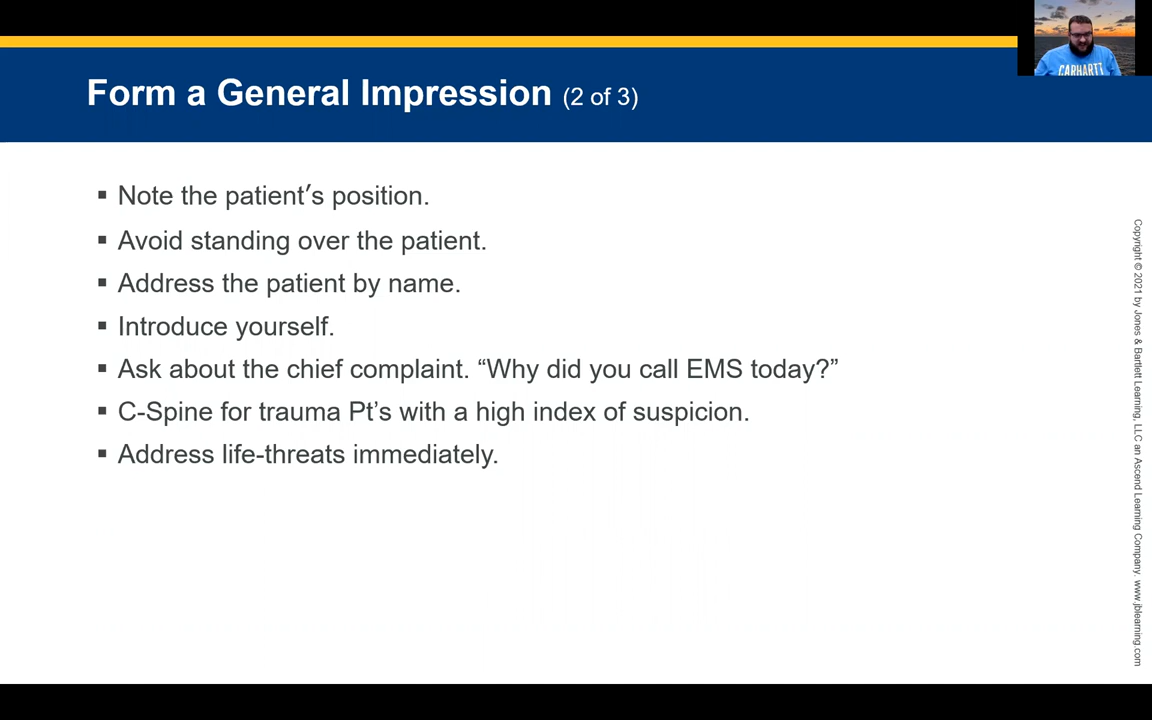 CARHARTT
Form a General Impression (2 of 3)
▪ Note the patient′s position.
▪ Avoid standing over the patient.
▪ Address the patient by name.
▪ Introduce yourself.
▪ Ask about the chief complaint. “Why did you call EMS today?”
▪ C-Spine for trauma Pt’s with a high index of suspicion.
▪ Address life-threats immediately.
Copyright © 2021 by Jones & Bartlett Learning, LLC an Ascend Learning Company. www.jblearning.com